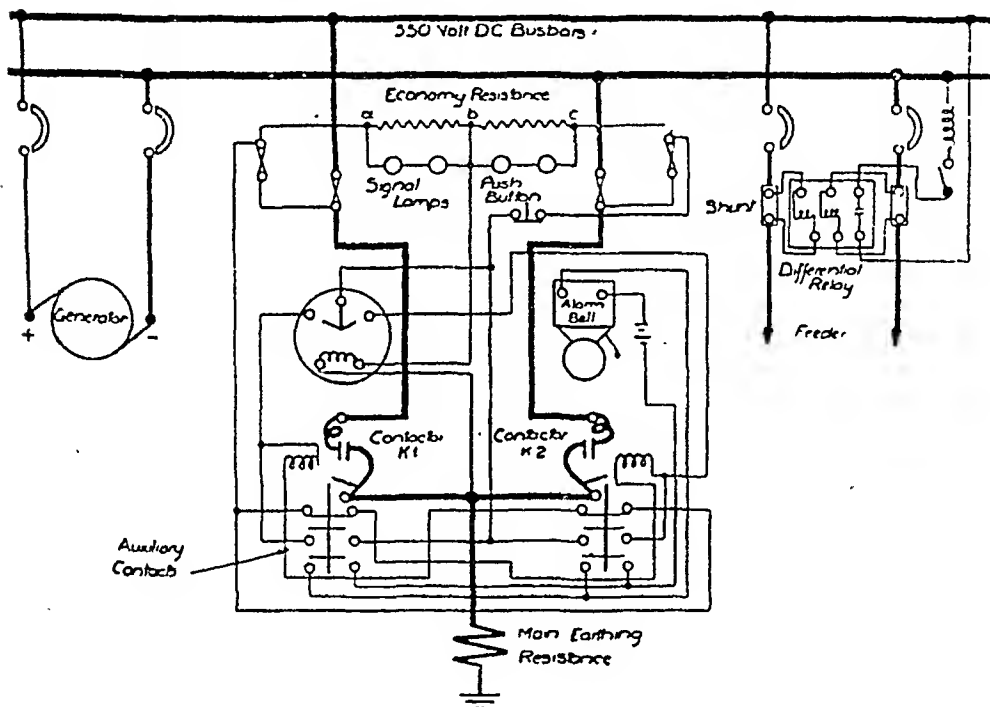 550 Volt DC Busbars.
Economy Resistance
a b c
Signal
Lamps
Push
Button
Shunt
Differential
Relay
Generator
+ -
Alarm
Bell
Feeder
Contactor
K1
Contactor
K2
Auxiliary
Contacts
Main Earthing
Resistance